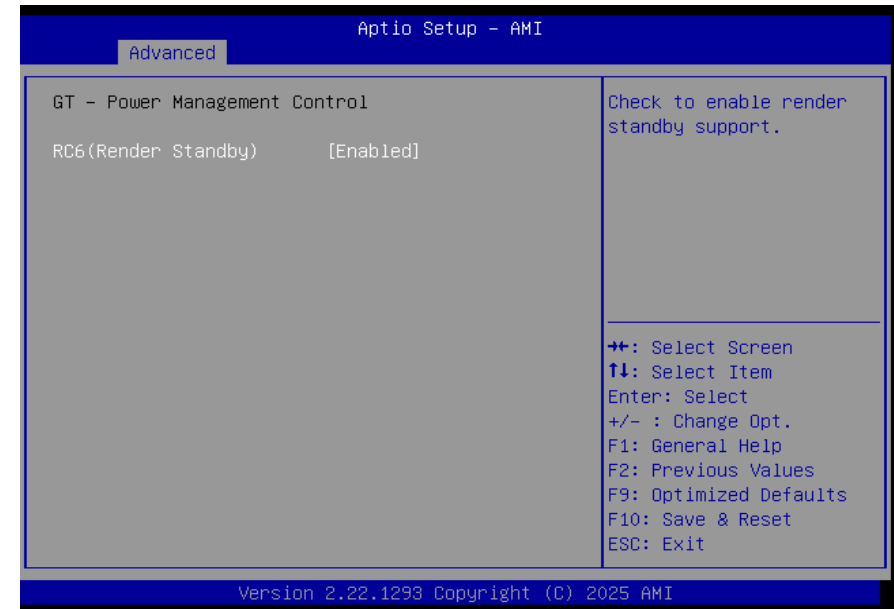 Aptio Setup – AMI
Advanced
GT – Power Management Control
RC6(Render Standby) [Enabled]
Check to enable render
standby support.
→←: Select Screen
↑↓: Select Item
Enter: Select
+/- : Change Opt.
F1: General Help
F2: Previous Values
F9: Optimized Defaults
F10: Save & Reset
ESC: Exit
Version 2.22.1293 Copyright (C) 2025 AMI